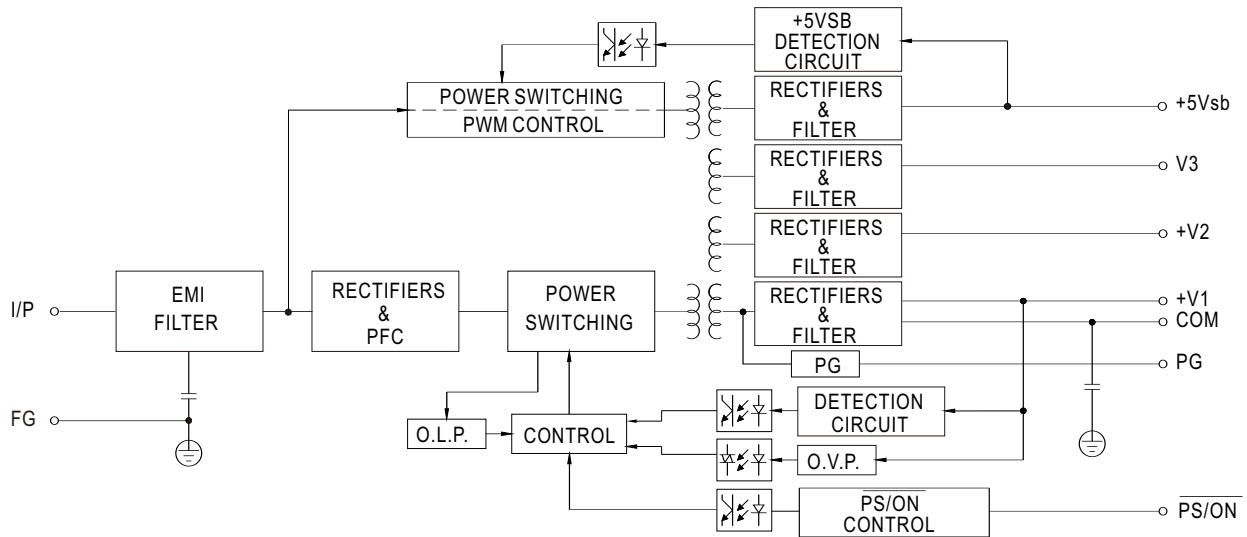 +5VSB
DETECTION
CIRCUIT
POWER SWITCHING
PWM CONTROL
RECTIFIERS
&
FILTER
+5Vsb
RECTIFIERS
&
FILTER
V3
RECTIFIERS
&
FILTER
+V2
I/P
EMI
FILTER
RECTIFIERS
&
PFC
POWER
SWITCHING
RECTIFIERS
&
FILTER
+V1
COM
PG
PG
FG
O.L.P.
CONTROL
DETECTION
CIRCUIT
O.V.P.
PS/ON
CONTROL
PS/ON